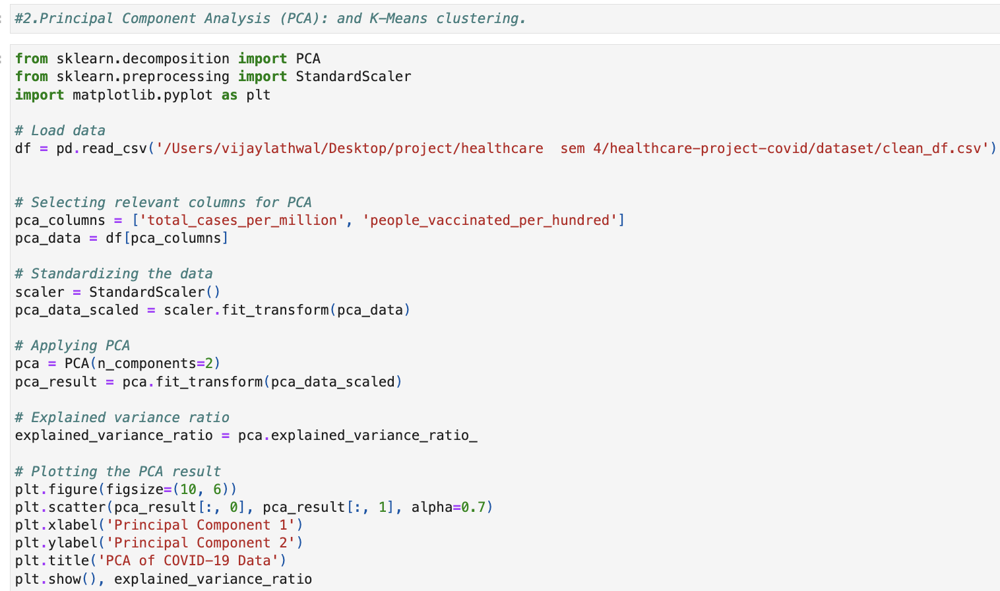 #2.Principal Component Analysis (PCA): and K-Means clustering.
from sklearn.decomposition import PCA
from sklearn.preprocessing import StandardScaler
import matplotlib.pyplot as plt
# Load data
df = pd.read_csv('/Users/vijaylathwal/Desktop/project/healthcare  sem 4/healthcare-project-covid/dataset/clean_df.csv')
# Selecting relevant columns for PCA
pca_columns = ['total_cases_per_million', 'people_vaccinated_per_hundred']
pca_data = df[pca_columns]
# Standardizing the data
scaler = StandardScaler()
pca_data_scaled = scaler.fit_transform(pca_data)
# Applying PCA
pca = PCA(n_components=2)
pca_result = pca.fit_transform(pca_data_scaled)
# Explained variance ratio
explained_variance_ratio = pca.explained_variance_ratio_
# Plotting the PCA result
plt.figure(figsize=(10, 6))
plt.scatter(pca_result[:, 0], pca_result[:, 1], alpha=0.7)
plt.xlabel('Principal Component 1')
plt.ylabel('Principal Component 2')
plt.title('PCA of COVID-19 Data')
plt.show(), explained_variance_ratio